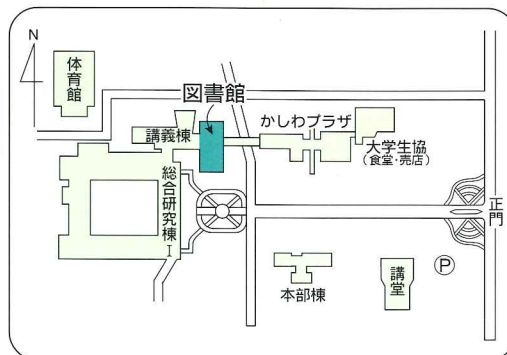 N
体育館
図書館
講義棟
かしわプラザ
大学生協
(食堂・売店)
総合研究棟I
正門
P
本部棟
講堂